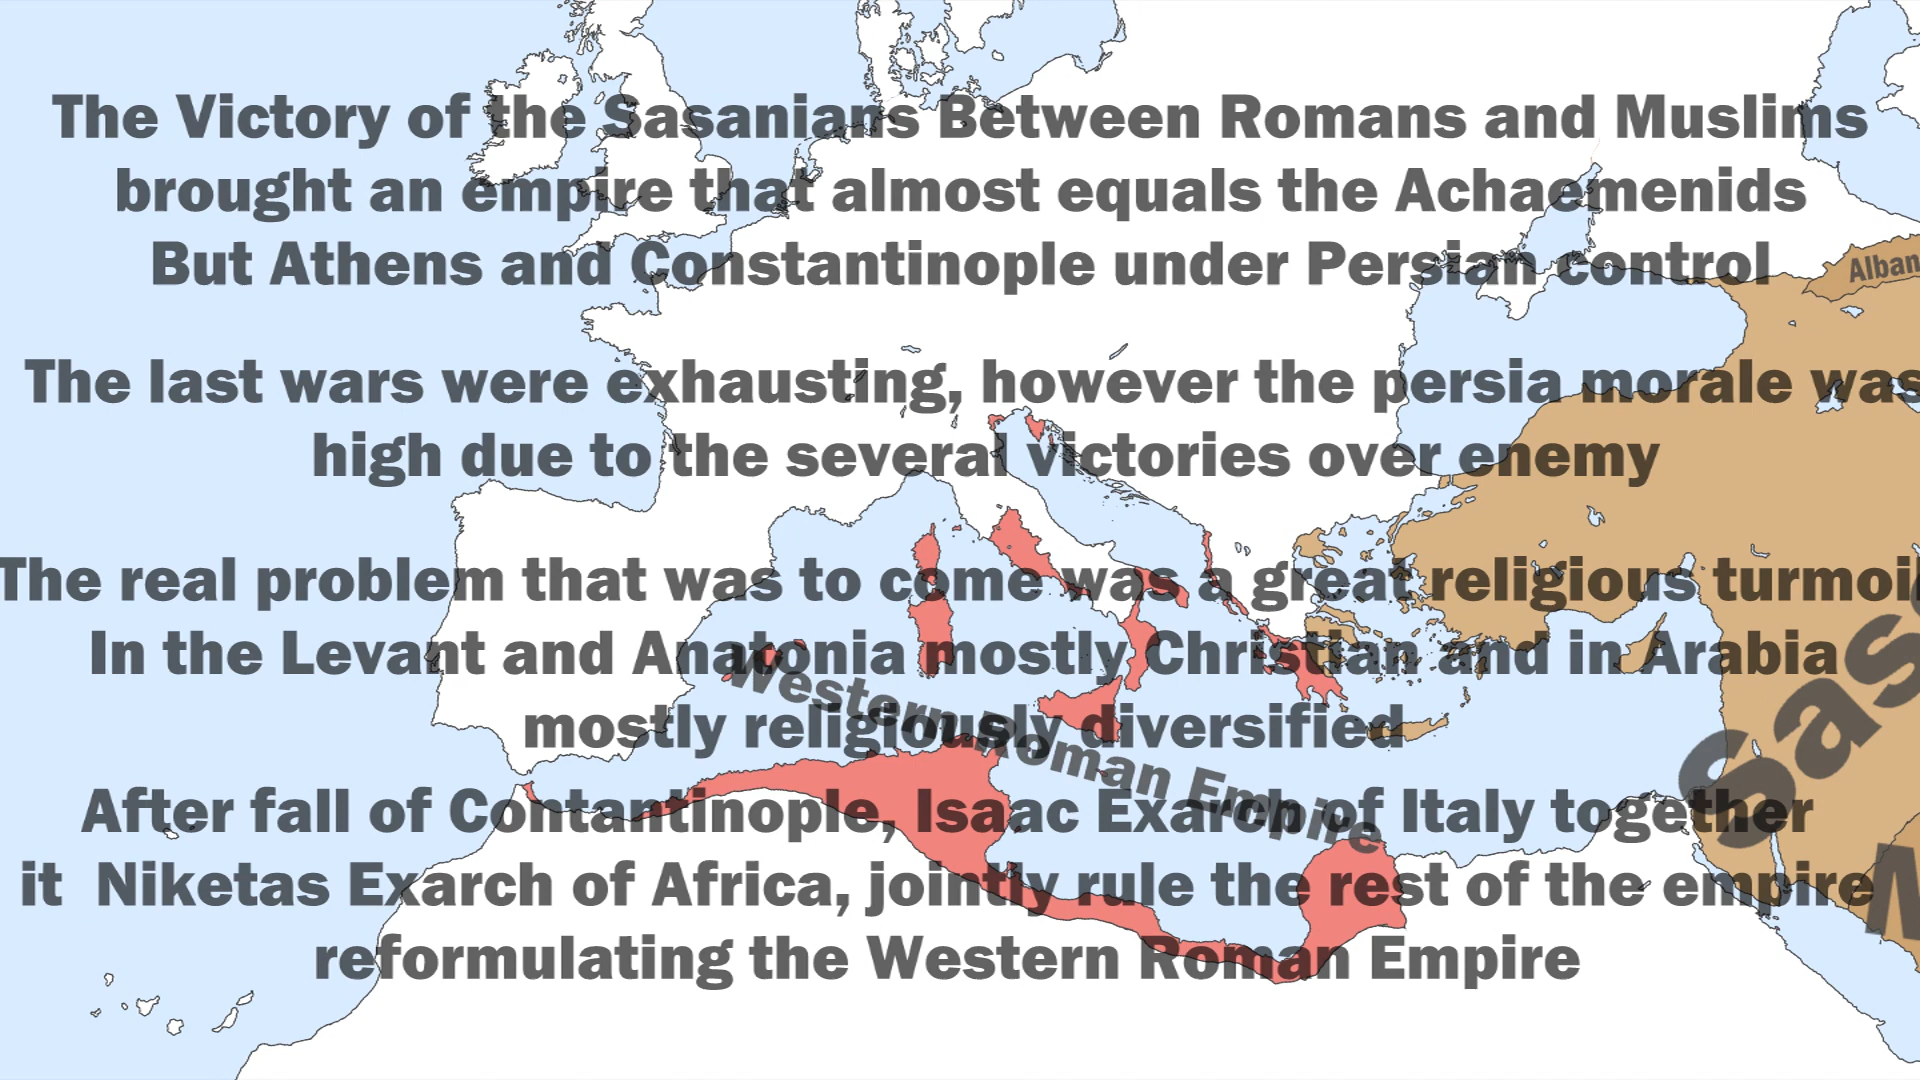 The Victory of the Sasanians Between Romans and Muslims
brought an empire that almost equals the Achaemenids
But Athens and Constantinople under Persian control
Alban
The last wars were exhausting, however the persia morale was
high due to the several victories over enemy
The real problem that was to come was a great religious turmoil
In the Levant and Anatonia mostly Christian and in Arabia
mostly religiously diversified
Western Roman Empire
Sas
After fall of Contantinople, Isaac Exarch of Italy together
it Niketas Exarch of Africa, jointly rule the rest of the empire
reformulating the Western Roman Empire